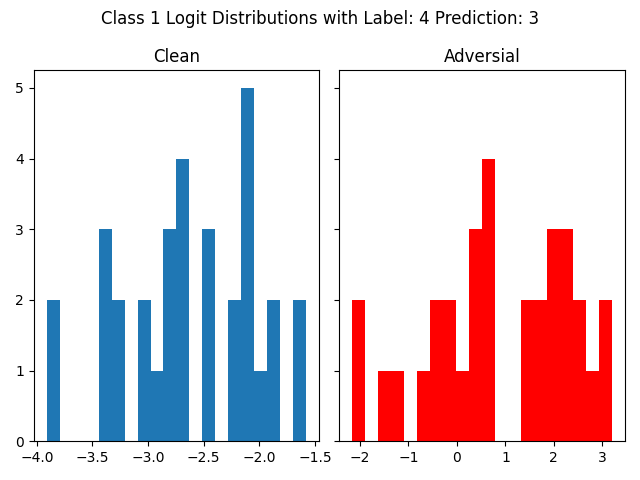 Class 1 Logit Distributions with Label: 4 Prediction: 3
Clean
Adversial
5
4
3
2
1
0
−4.0 −3.5 −3.0 −2.5 −2.0 −1.5
−2 −1 0 1 2 3